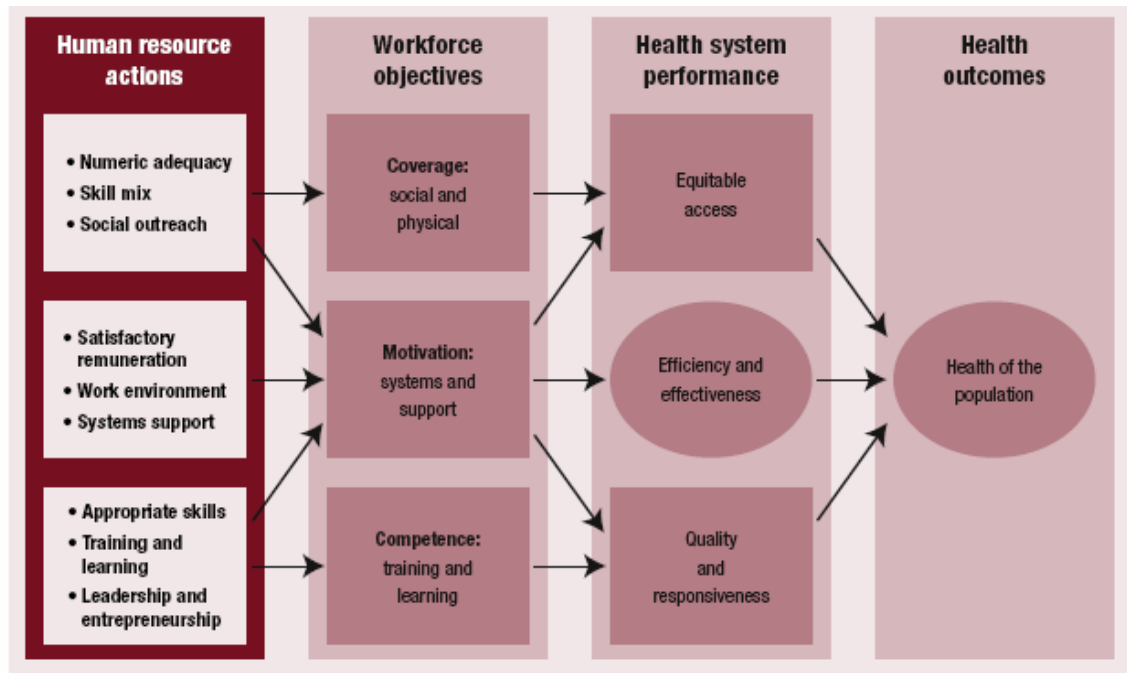 Human resource
actions
• Numeric adequacy
• Skill mix
• Social outreach
• Satisfactory
remuneration
• Work environment
• Systems support
• Appropriate skills
• Training and
learning
• Leadership and
entrepreneurship
Workforce
objectives
Coverage:
social and
physical
Motivation:
systems and
support
Competence:
training and
learning
Health system
performance
Equitable
access
Efficiency and
effectiveness
Quality
and
responsiveness
Health
outcomes
Health of the
population